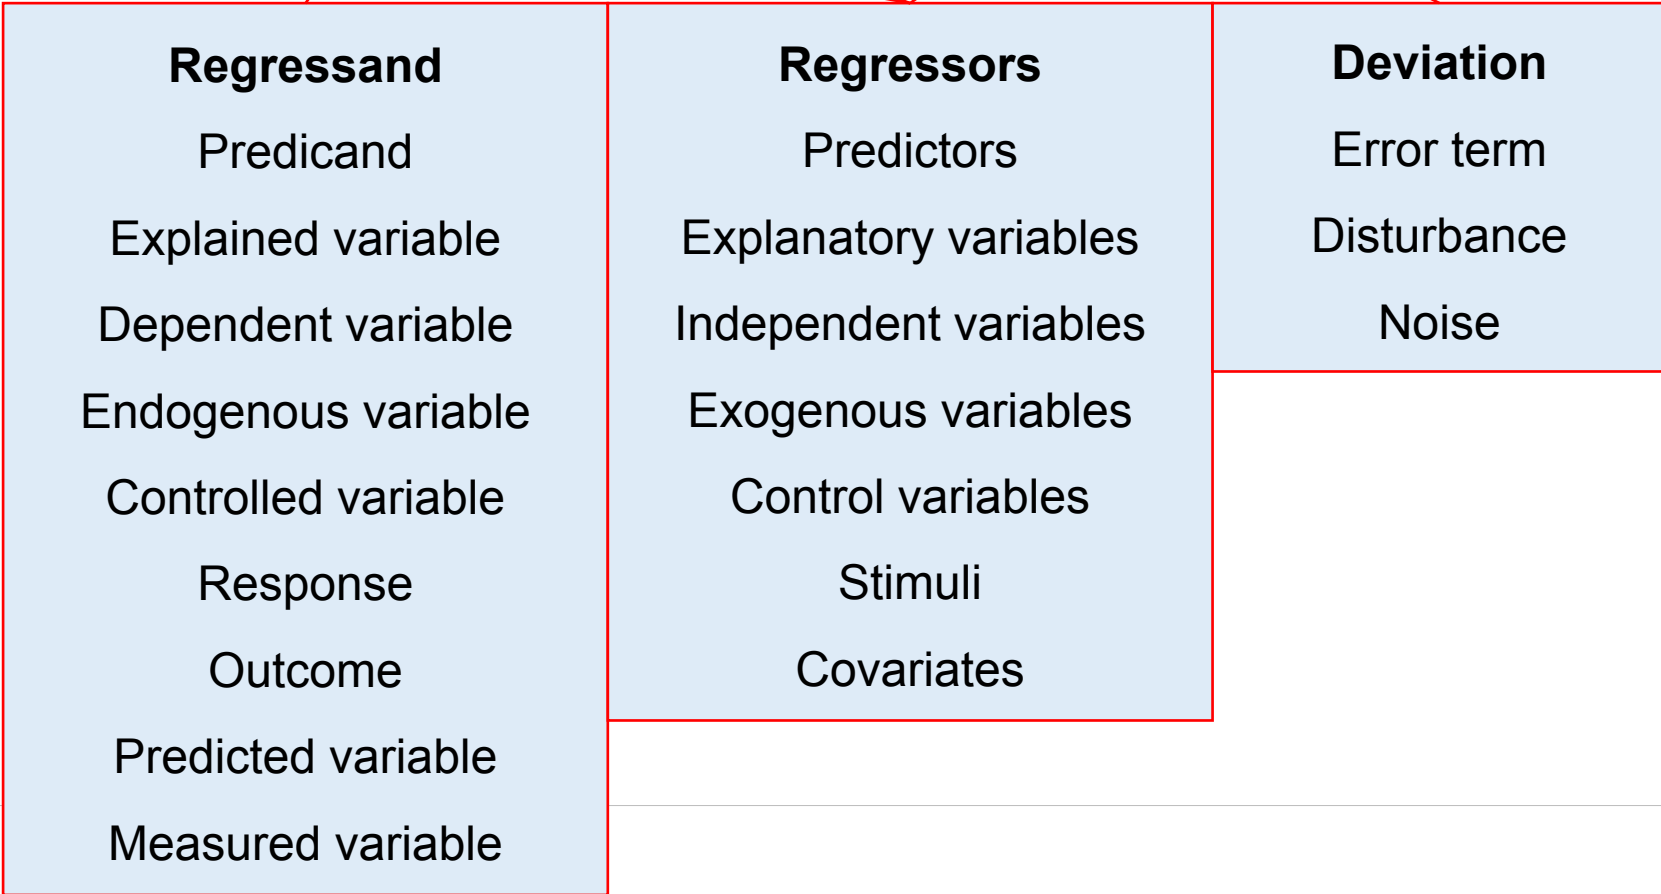 Regressand
Predicand
Explained variable
Dependent variable
Endogenous variable
Controlled variable
Response
Outcome
Predicted variable
Measured variable
Regressors
Predictors
Explanatory variables
Independent variables
Exogenous variables
Control variables
Stimuli
Covariates
Deviation
Error term
Disturbance
Noise